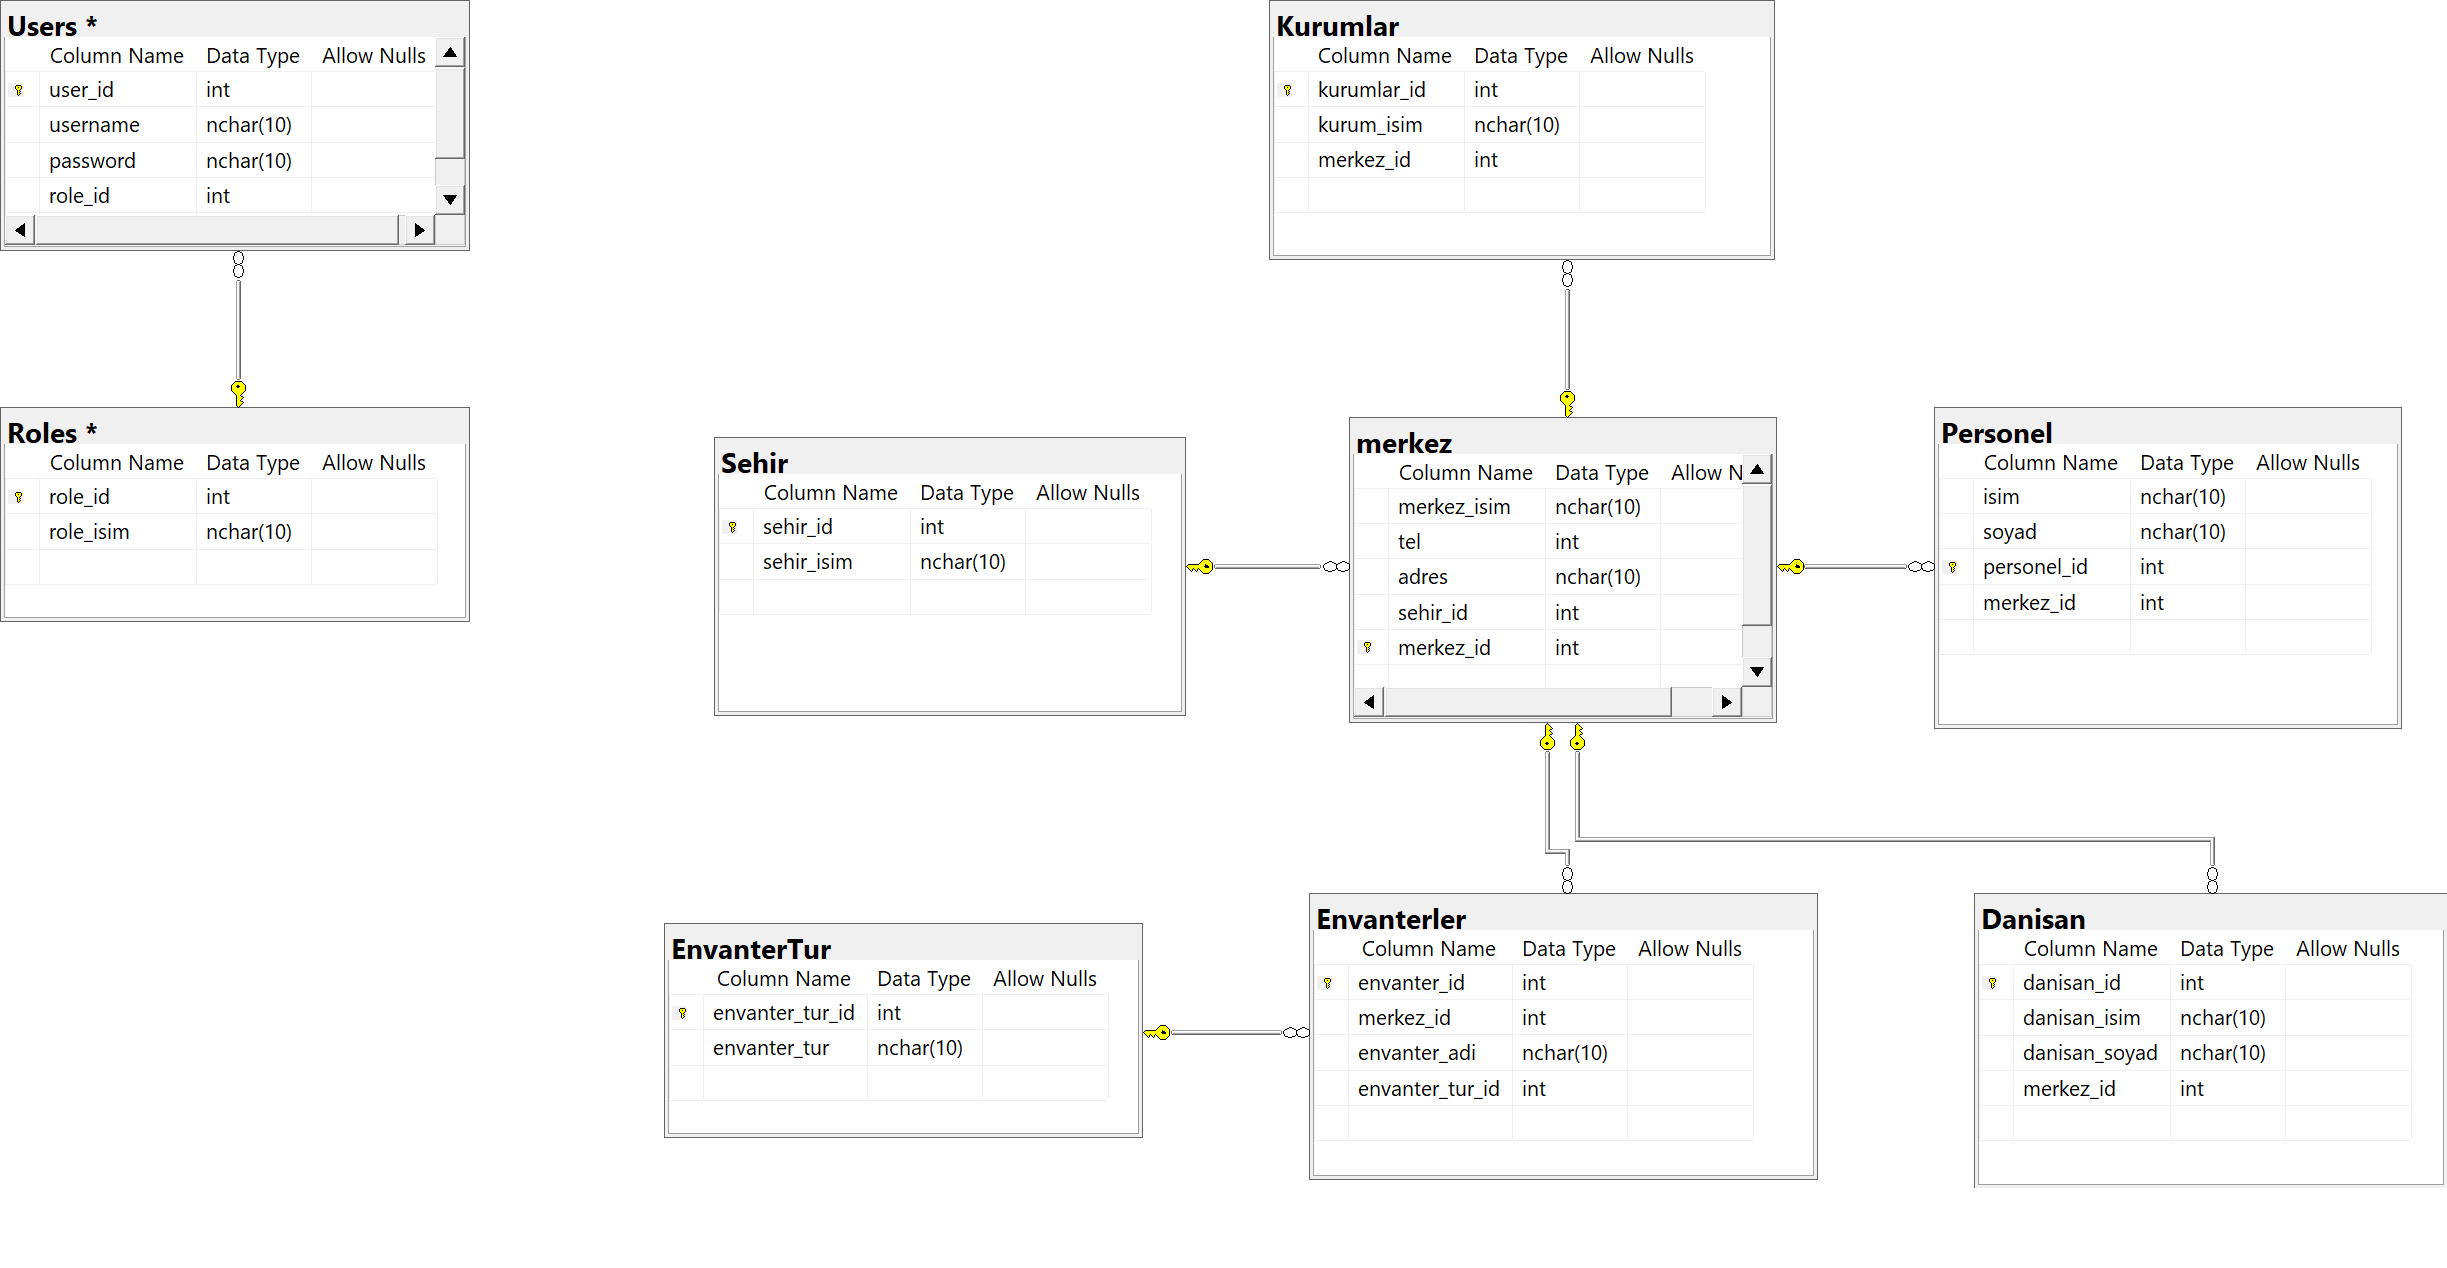 Users *
Column Name Data Type Allow Nulls
user_id int
username nchar(10)
password nchar(10)
role_id int
Roles *
Column Name Data Type Allow Nulls
role_id int
role_isim nchar(10)
Kurumlar
Column Name Data Type Allow Nulls
kurumlar_id int
kurum_isim nchar(10)
merkez_id int
Sehir
Column Name Data Type Allow Nulls
sehir_id int
sehir_isim nchar(10)
merkez
Column Name Data Type Allow N
merkez_isim nchar(10)
tel int
adres nchar(10)
sehir_id int
merkez_id int
Personel
Column Name Data Type Allow Nulls
isim nchar(10)
soyad nchar(10)
personel_id int
merkez_id int
EnvanterTur
Column Name Data Type Allow Nulls
envanter_tur_id int
envanter_tur nchar(10)
Envanterler
Column Name Data Type Allow Nulls
envanter_id int
merkez_id int
envanter_adi nchar(10)
envanter_tur_id int
Danisan
Column Name Data Type Allow Nulls
danisan_id int
danisan_isim nchar(10)
danisan_soyad nchar(10)
merkez_id int